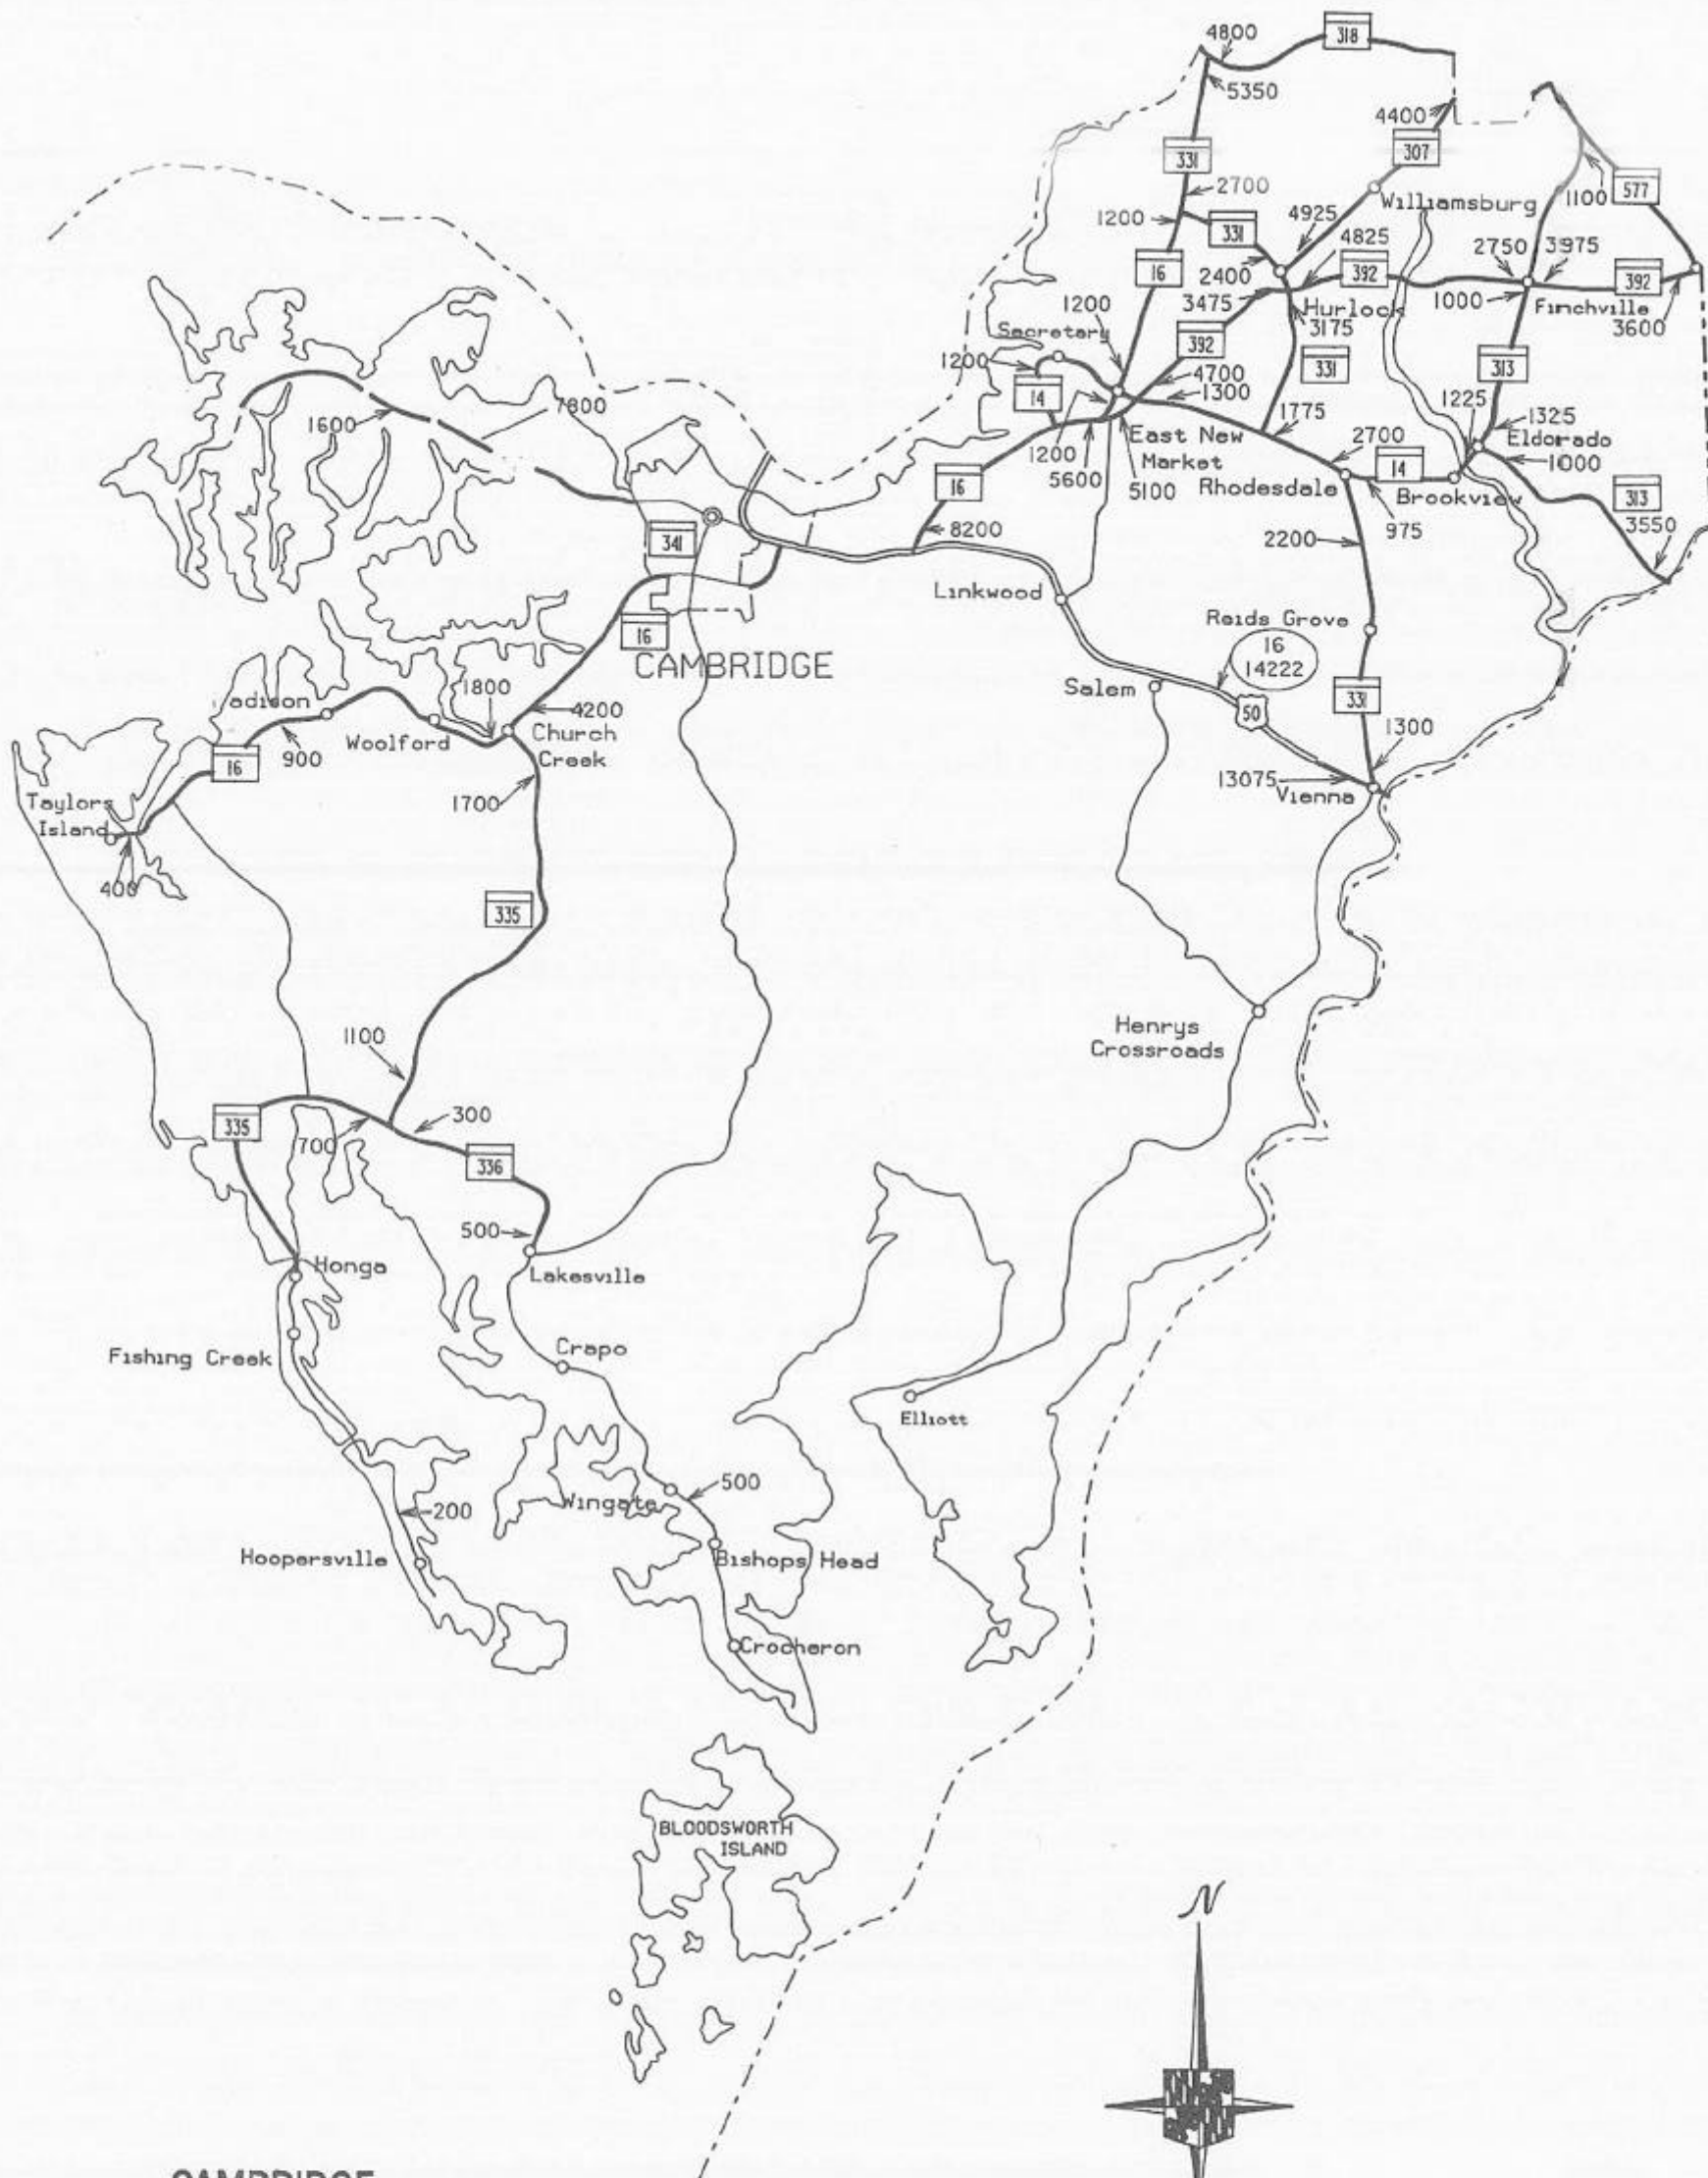 4800
318
5350
4400
331
307
2700
1100
577
1200
Williamsburg
4925
331
4825
2750
3975
16
2400
392
392
1200
3475
Hurlock
1000
Finchville
3600
Secretary
3175
1200
392
331
313
14
4700
1300
1225
1600
7800
1775
1325
1200
East New
Market
2700
Eldorado
1000
5600
5100
Rhodesdale
14
Brookview
313
16
3550
341
8200
2200
975
Linkwood
16
Reids Grove
CAMBRIDGE
16
14222
1800
Salem
331
adison
4200
50
Woolford
Church
Creek
1300
16
900
13075
Vienna
1700
Taylors
Island
400
335
Henrys
Crossroads
1100
335
300
700
336
500
Honga
Lakesville
Crapo
Fishing Creek
Elliott
500
Wingate
200
Hoopersville
Bishops Head
Crocheron
BLOODSWORTH
ISLAND
N
CAMBRIDGE